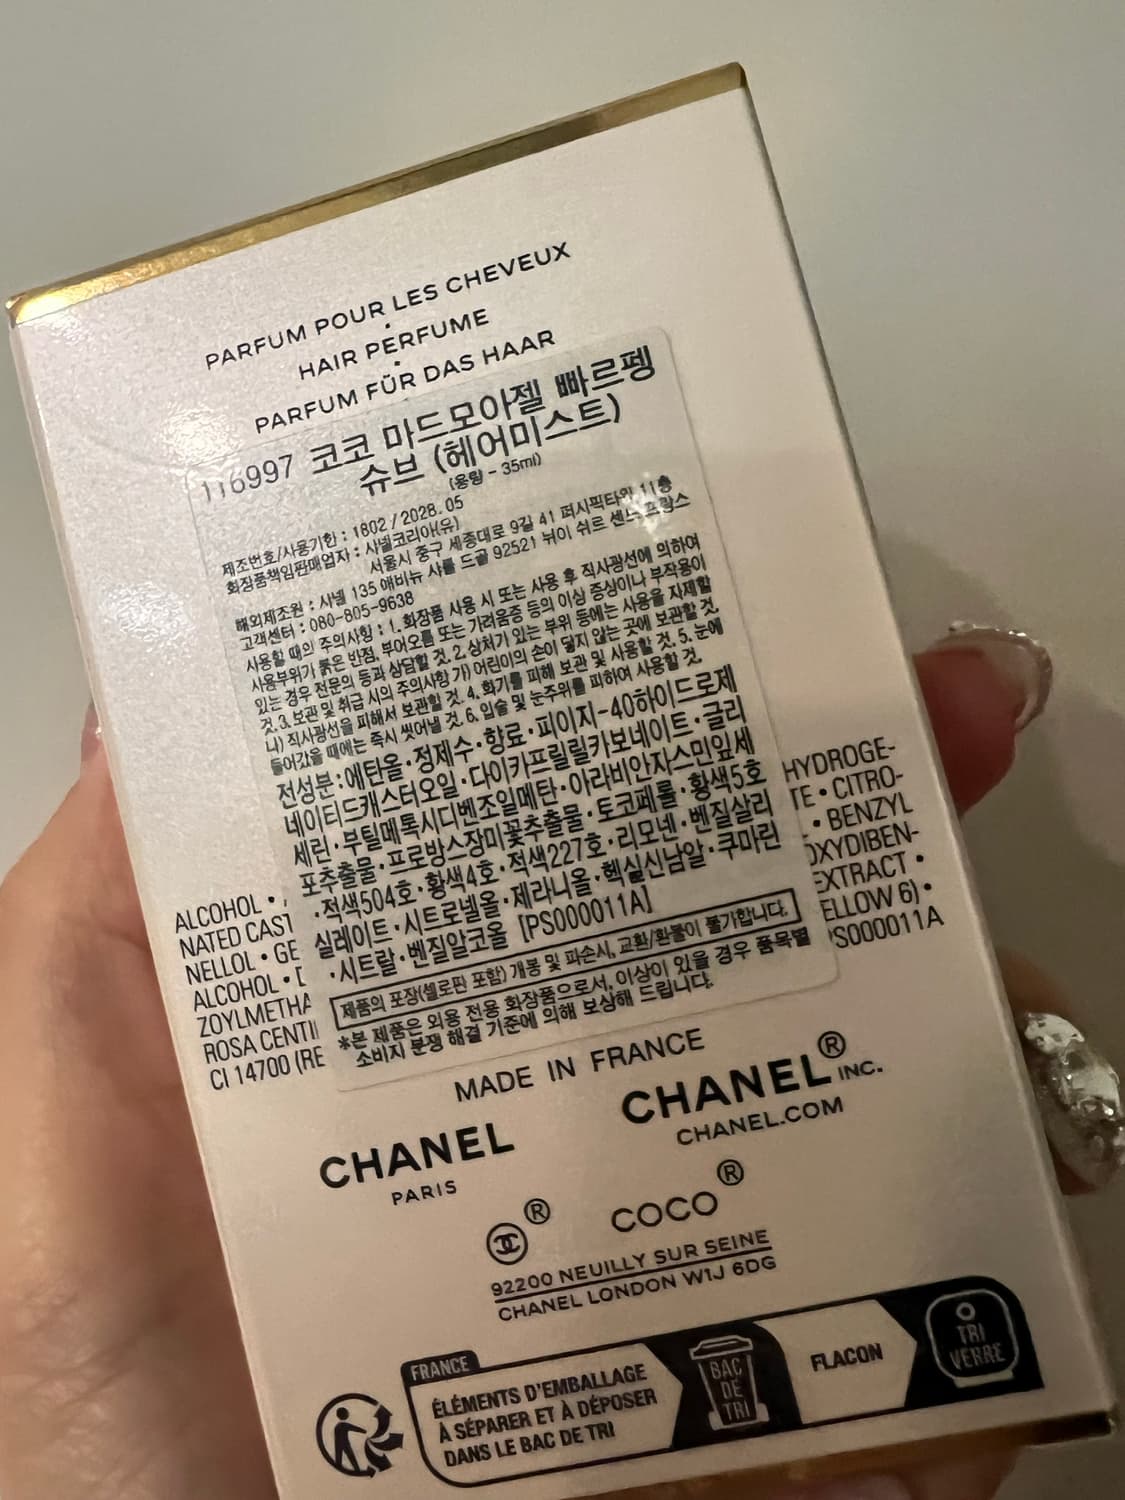 PARFUM POUR LES CHEVEUX
HAIR PERFUME
PARFUM FÜR DAS HAAR
116997 코코 마드모아젤 빠르펭
슈브 (헤어미스트)
(용량 - 35ml)
제조번호/사용기한 : 1802 / 2028.05
화장품책임판매업자 : 샤넬코리아(유)
서울시 중구 세종대로 9길 41 퍼시픽타워 11층
해외제조원 : 샤넬 135 애비뉴 샤를 드골 92521 뉘이 쉬르 센느 프랑스
고객센터 : 080-805-9638
사용할 때의 주의사항 : 1. 화장품 사용 시 또는 사용 후 직사광선에 의하여
사용부위가 붉은 반점, 부어오름 또는 가려움증 등의 이상 증상이나 부작용이
있는 경우 전문의 등과 상담할 것. 2. 상처가 있는 부위 등에는 사용을 자제할
것. 3. 보관 및 취급 시의 주의사항 가) 어린이의 손이 닿지 않는 곳에 보관할 것.
나) 직사광선을 피해서 보관할 것. 4. 화기를 피해 보관 및 사용할 것. 5. 눈에
들어갔을 때에는 즉시 씻어낼 것. 6. 입술 및 눈주위를 피하여 사용할 것.
전성분 : 에탄올 · 정제수 · 향료 · 피이지-40하이드로제
네이티드캐스터오일 · 다이카프릴릴카보네이트 · 글리
세린 · 부틸메톡시디벤조일메탄 · 아라비안자스민잎세
포추출물 · 프로방스장미꽃추출물 · 토코페롤 · 황색5호
· 적색504호 · 황색4호 · 적색227호 · 리모넨 · 벤질살리
실레이트 · 시트로넬올 · 제라니올 · 헥실신남알 · 쿠마린
· 시트랄 · 벤질알코올 [PS000011A]
제품의 포장(셀로판 포함) 개봉 및 파손시, 교환/환불이 불가합니다.
*본 제품은 외용 전용 화장품으로서, 이상이 있을 경우 품목별
소비자 분쟁 해결 기준에 의해 보상해 드립니다.
ALCOHOL • HYDROGE-
NATED CAST TE • CITRO-
NELLOL • GE • BENZYL
ALCOHOL • OXYDIBEN-
ZOYLMETHA EXTRACT •
ROSA CENTI ELLOW 6) •
CI 14700 (RE PS000011A
MADE IN FRANCE
CHANEL
PARIS
CHANEL® INC.
CHANEL.COM
® COCO®
92200 NEUILLY SUR SEINE
CHANEL LONDON W1J 6DG
FRANCE
ÉLÉMENTS D'EMBALLAGE
À SÉPARER ET À DÉPOSER
DANS LE BAC DE TRI
BAC
DE
TRI
FLACON
TRI
VERRE